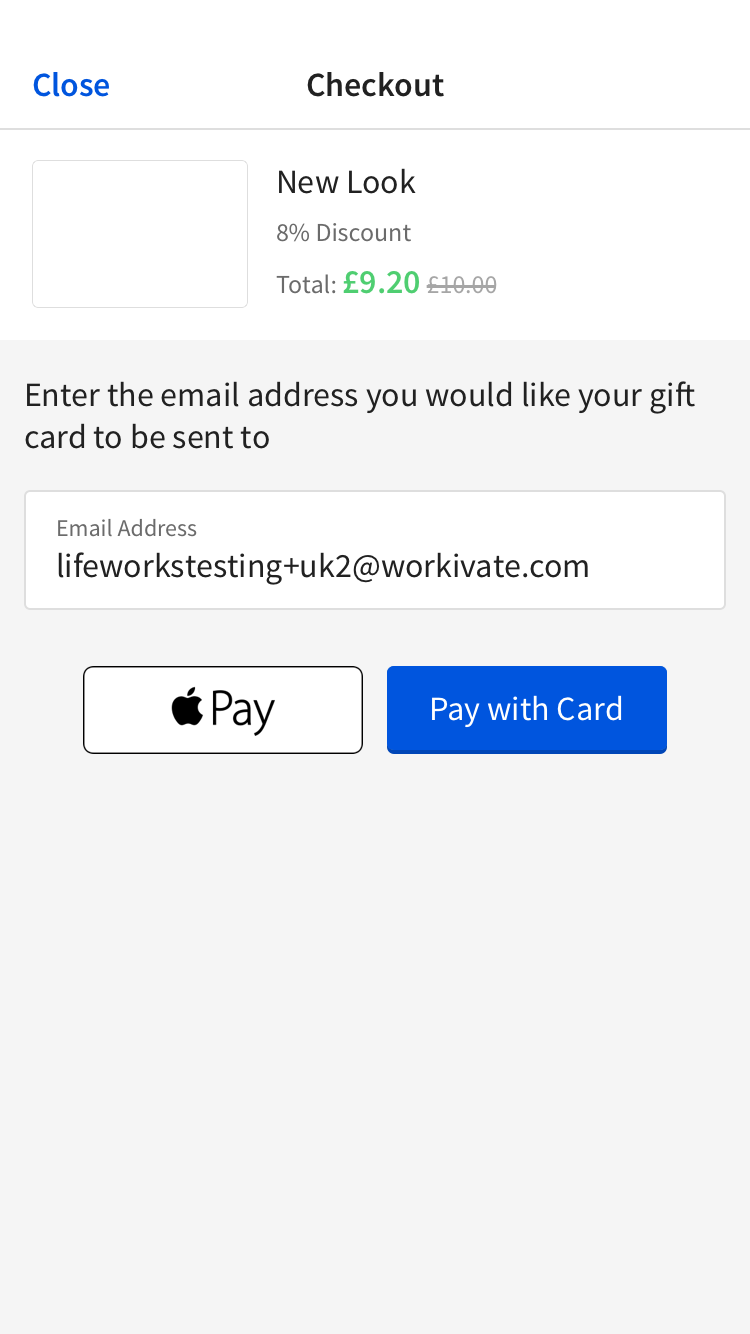 Close
Checkout
New Look
8% Discount
Total: £9.20 £10.00
Enter the email address you would like your gift
card to be sent to
Email Address
lifeworkstesting+uk2@workivate.com
Pay
Pay with Card